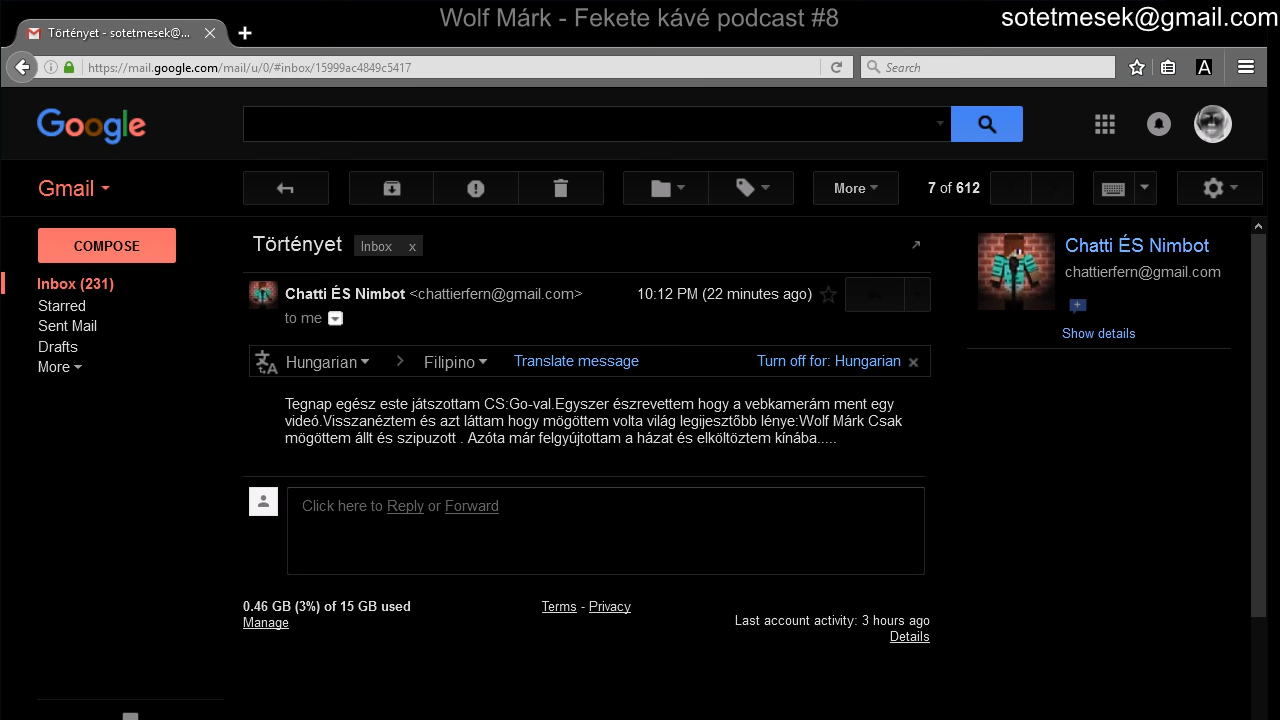 Wolf Márk - Fekete kávé podcast #8
sotetmesek@gmail.com
Történyet - sotetmesek@...
https://mail.google.com/mail/u/0/#inbox/15999ac4849c5417
Search
Google
Gmail
More
7 of 612
COMPOSE
Inbox (231)
Starred
Sent Mail
Drafts
More
Történyet
Inbox x
Chatti ÉS Nimbot <chattierfern@gmail.com>
10:12 PM (22 minutes ago)
to me
Hungarian > Filipino Translate message
Turn off for: Hungarian
Tegnap egész este játszottam CS:Go-val.Egyszer észrevettem hogy a vebkamerám ment egy
videó.Visszanéztem és azt láttam hogy mögöttem volta világ legijesztőbb lénye:Wolf Márk Csak
mögöttem állt és szipuzott . Azóta már felgyújtottam a házat és elköltöztem kínába.....
Click here to Reply or Forward
0.46 GB (3%) of 15 GB used
Manage
Terms - Privacy
Last account activity: 3 hours ago
Details
Chatti ÉS Nimbot
chattierfern@gmail.com
Show details